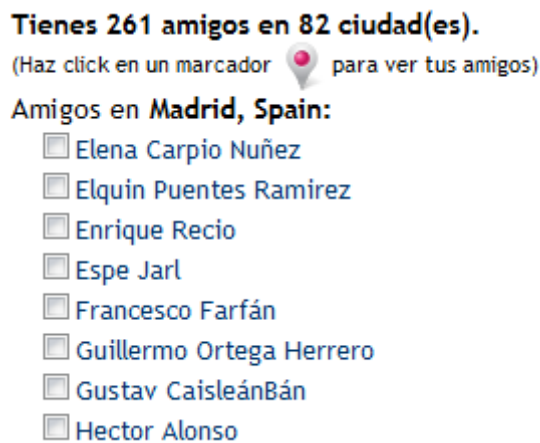 Tienes 261 amigos en 82 ciudad(es).
(Haz click en un marcador para ver tus amigos)
Amigos en Madrid, Spain:
Elena Carpio Nuñez
Elquin Puentes Ramirez
Enrique Recio
Espe Jarl
Francesco Farfán
Guillermo Ortega Herrero
Gustav CaisleánBán
Hector Alonso